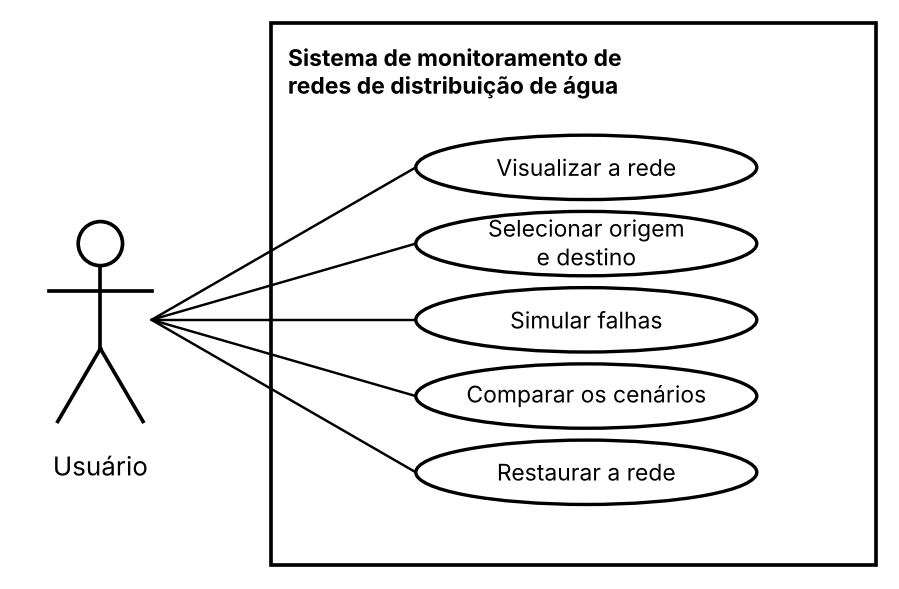 Sistema de monitoramento de
redes de distribuição de água
Visualizar a rede
Selecionar origem
e destino
Simular falhas
Comparar os cenários
Restaurar a rede
Usuário